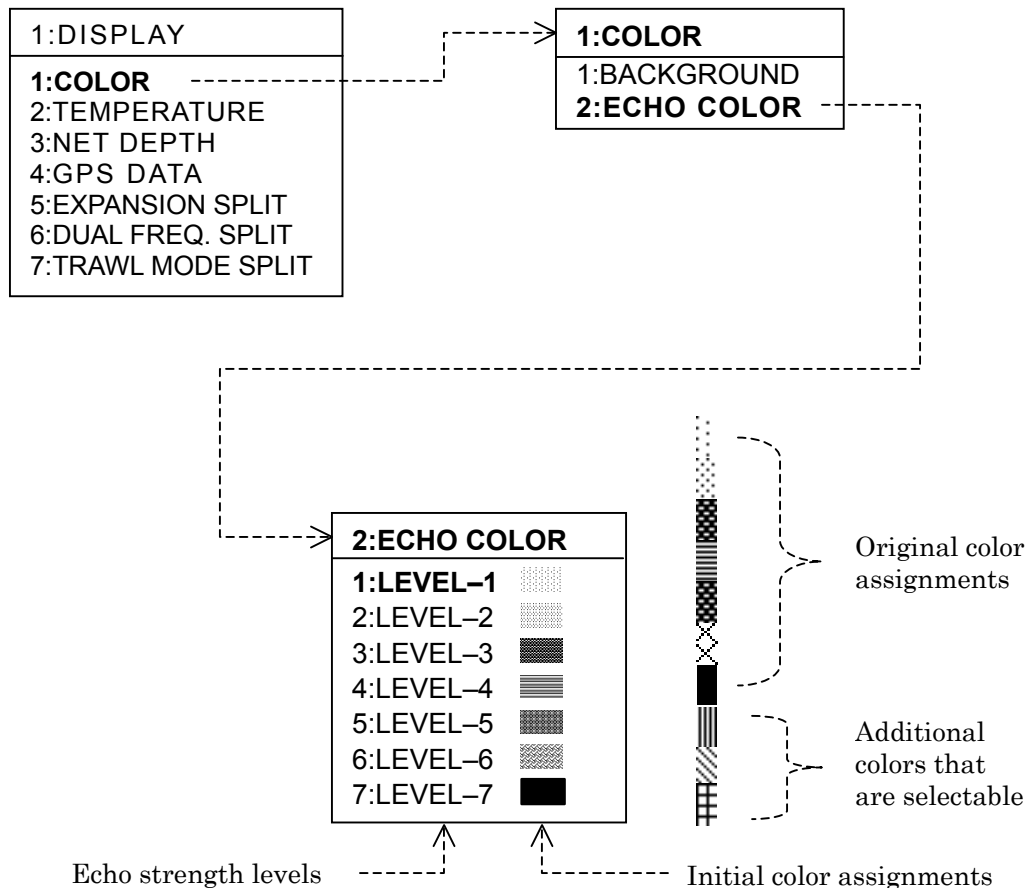 1:DISPLAY
1:COLOR
2:TEMPERATURE
3:NET DEPTH
4:GPS DATA
5:EXPANSION SPLIT
6:DUAL FREQ. SPLIT
7:TRAWL MODE SPLIT
1:COLOR
1:BACKGROUND
2:ECHO COLOR
2:ECHO COLOR
1:LEVEL–1
2:LEVEL–2
3:LEVEL–3
4:LEVEL–4
5:LEVEL–5
6:LEVEL–6
7:LEVEL–7
Original color
assignments
Additional
colors that
are selectable
Echo strength levels
Initial color assignments